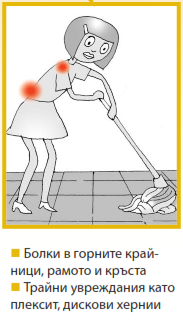 ■ Болки в горните край-
ници, рамото и кръста
■ Трайни увреждания като
плексит, дискови хернии